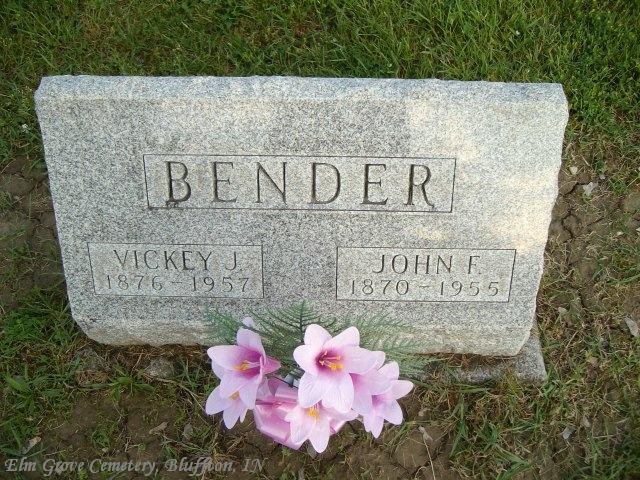 BENDER
VICKEY J.
1876 - 1957
JOHN F.
1870 - 1955
Elm Grove Cemetery, Bluffton, IN